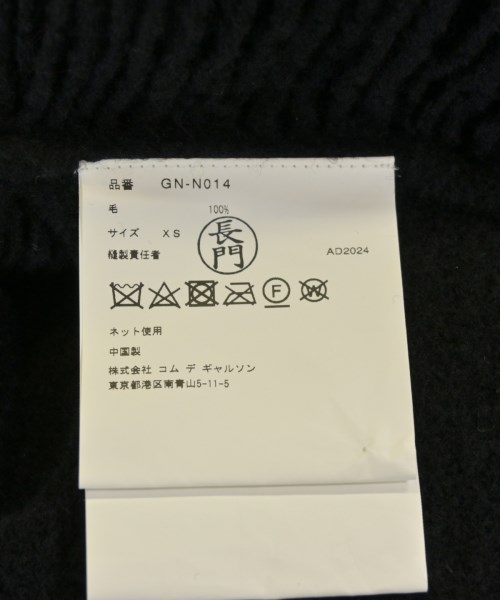 品番 GN-N014
毛 100%
サイズ XS
長門
縫製責任者 AD2024
F W
ネット使用
中国製
株式会社 コム デ ギャルソン
東京都港区南青山5-11-5